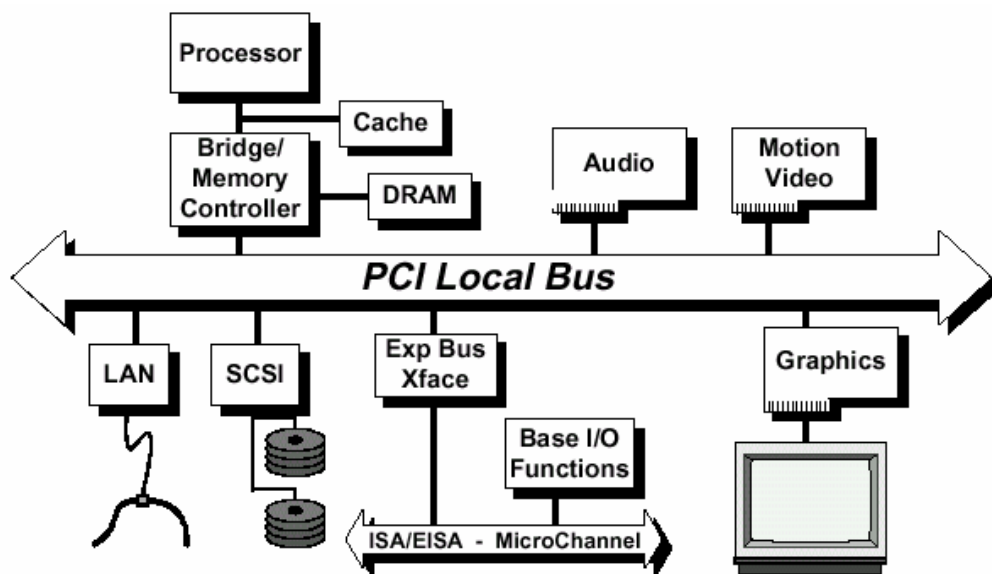 Processor
Cache
Bridge/
Memory
Controller
DRAM
Audio
Motion
Video
PCI Local Bus
LAN
SCSI
Exp Bus
Xface
Graphics
Base I/O
Functions
ISA/EISA - MicroChannel